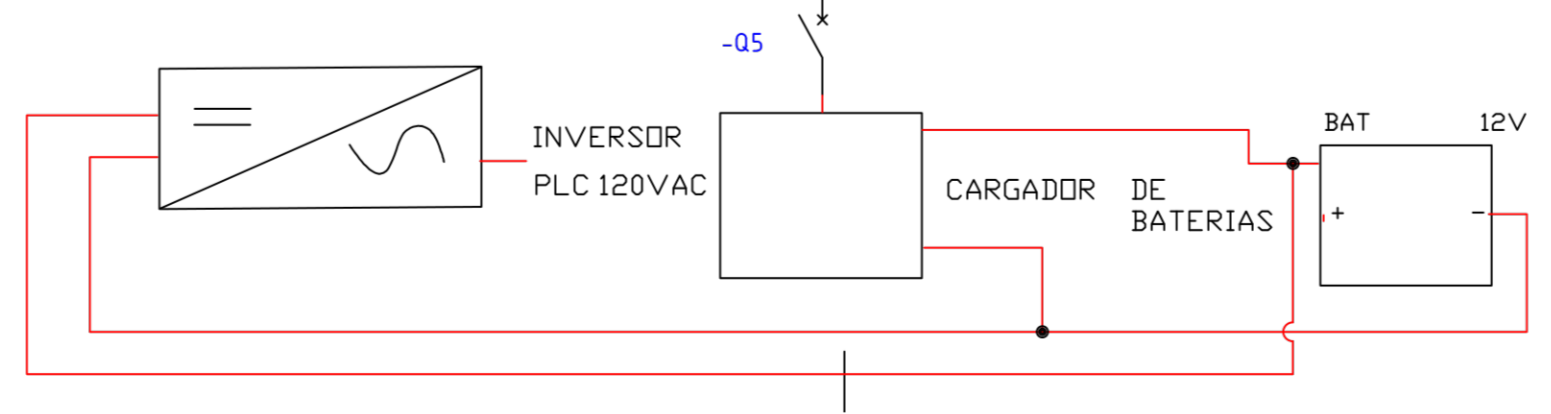 -Q5
INVERSOR
PLC 120VAC
CARGADOR DE
BATERIAS
BAT 12V
+ -